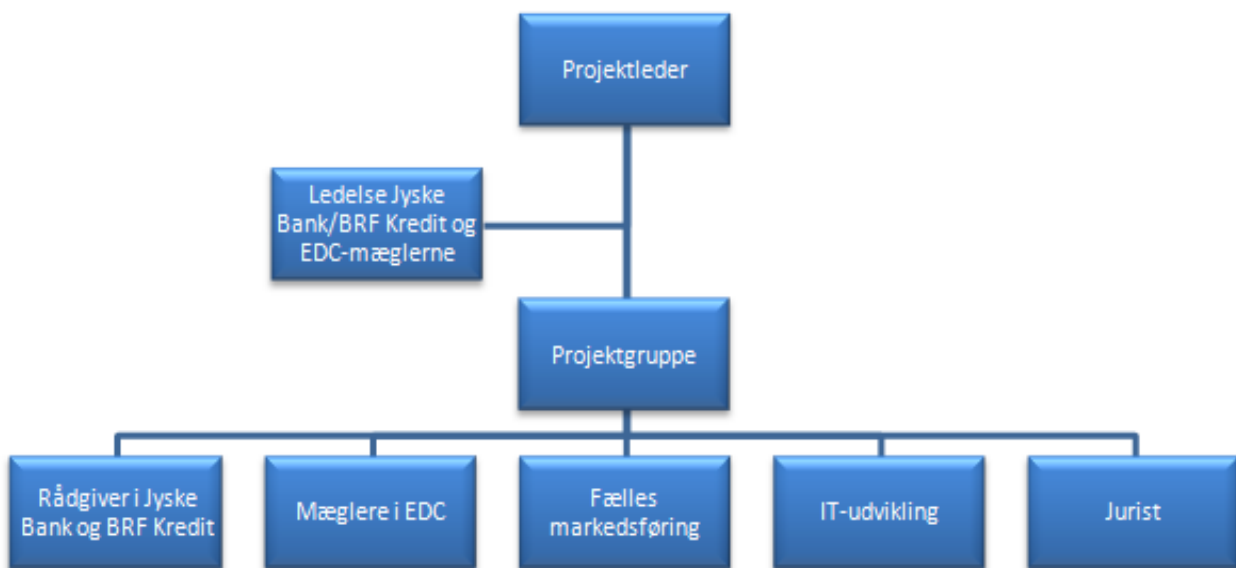 Projektleder
Ledelse Jyske
Bank/BRF Kredit og
EDC-mæglerne
Projektgruppe
Rådgiver i Jyske
Bank og BRF Kredit
Mæglere i EDC
Fælles
markedsføring
IT-udvikling
Jurist